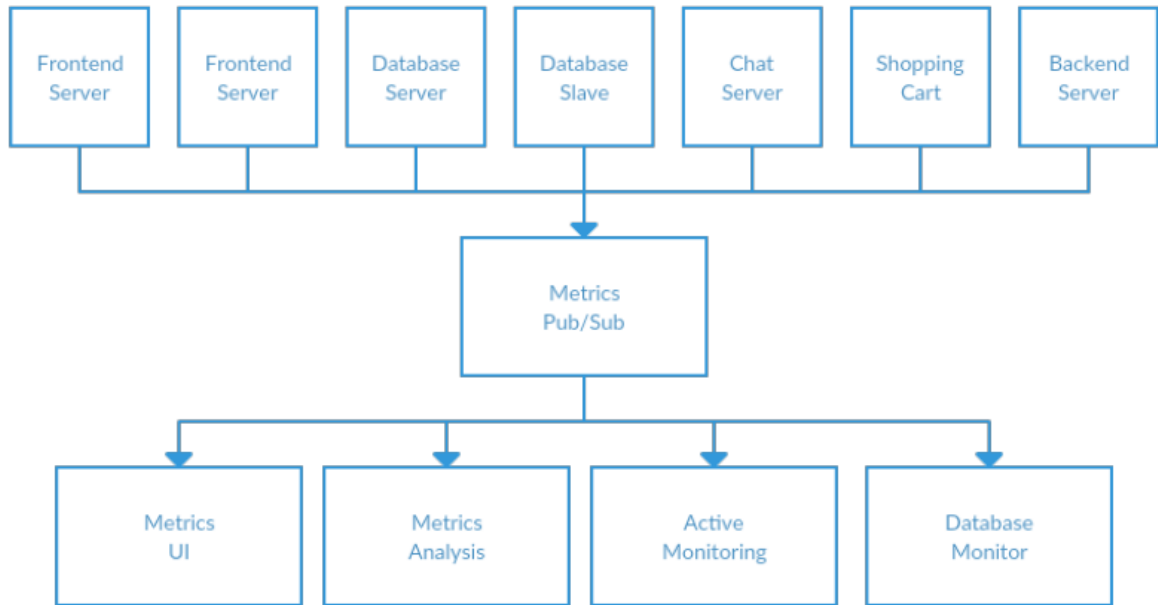 Frontend
Server
Frontend
Server
Database
Server
Database
Slave
Chat
Server
Shopping
Cart
Backend
Server
Metrics
Pub/Sub
Metrics
UI
Metrics
Analysis
Active
Monitoring
Database
Monitor